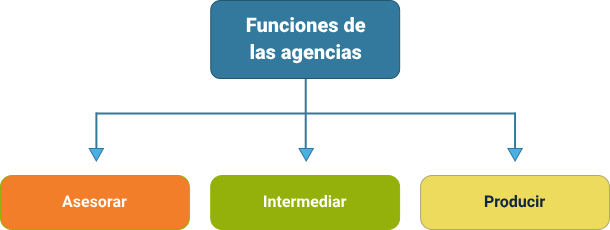 Funciones de
las agencias
Asesorar
Intermediar
Producir